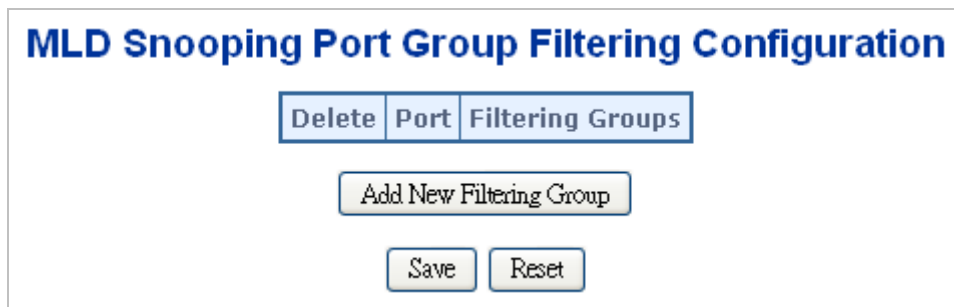 MLD Snooping Port Group Filtering Configuration
Delete Port Filtering Groups
Add New Filtering Group
Save Reset